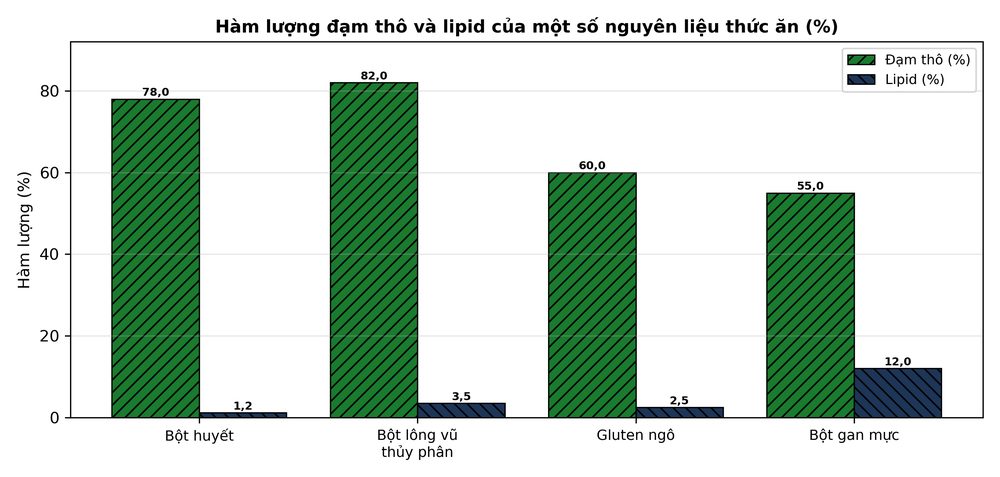 Hàm lượng đạm thô và lipid của một số nguyên liệu thức ăn (%)
Đạm thô (%)
Lipid (%)
Hàm lượng (%)
80
60
40
20
0
78,0
1,2
82,0
3,5
60,0
2,5
55,0
12,0
Bột huyết
Bột lông vũ
thủy phân
Gluten ngô
Bột gan mực